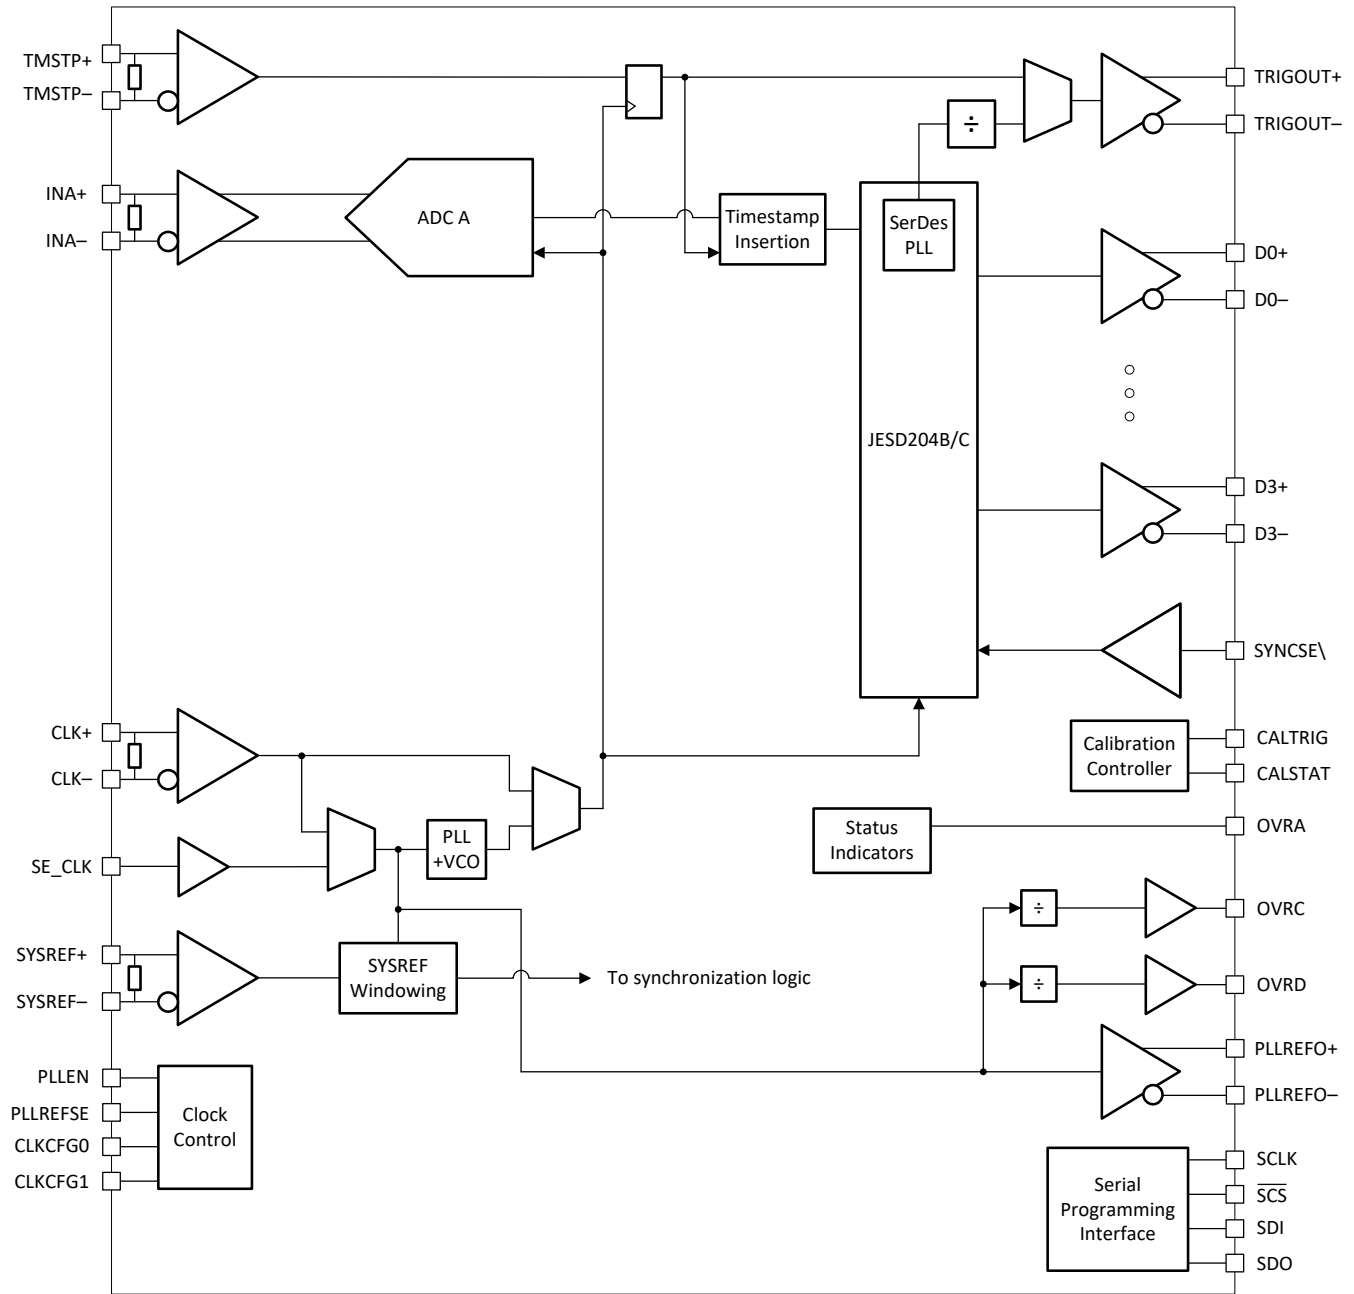 TMSTP+
TMSTP–
÷
TRIGOUT+
TRIGOUT–
INA+
INA–
ADC A
Timestamp
Insertion
SerDes
PLL
D0+
D0–
JESD204B/C
D3+
D3–
SYNCSE\
CLK+
CLK–
Calibration
Controller
CALTRIG
CALSTAT
SE_CLK
PLL
+VCO
Status
Indicators
OVRA
÷
OVRC
SYSREF+
SYSREF–
SYSREF
Windowing
To synchronization logic
÷
OVRD
PLLREFO+
PLLREFO–
PLLEN
PLLREFSE
CLKCFG0
CLKCFG1
Clock
Control
Serial
Programming
Interface
SCLK
SCS
SDI
SDO